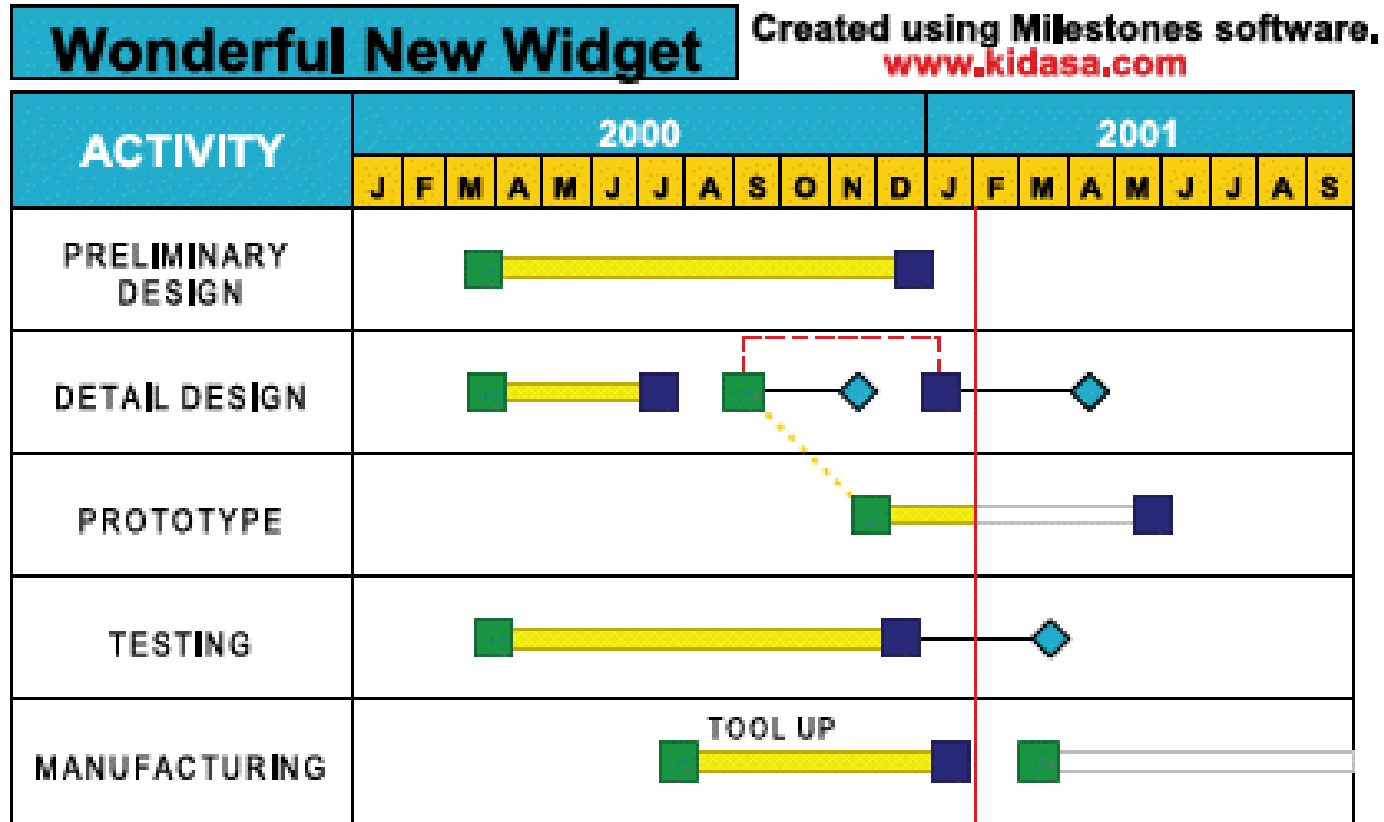 Wonderful New Widget
Created using Milestones software.
www.kidasa.com
ACTIVITY
2000
2001
J F M A M J J A S O N D J F M A M J J A S
PRELIMINARY
DESIGN
DETAIL DESIGN
PROTOTYPE
TESTING
TOOL UP
MANUFACTURING